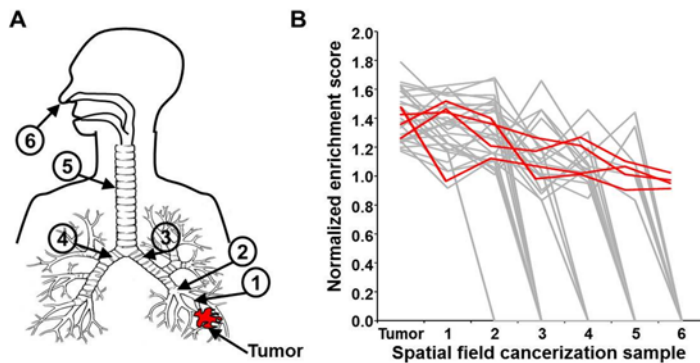 A
6
5
4
3
2
1
Tumor
B
Normalized enrichment score
2.0
1.8
1.6
1.4
1.2
1.0
0.8
0.6
0.4
0.2
0.0
Tumor 1 2 3 4 5 6
Spatial field cancerization sample